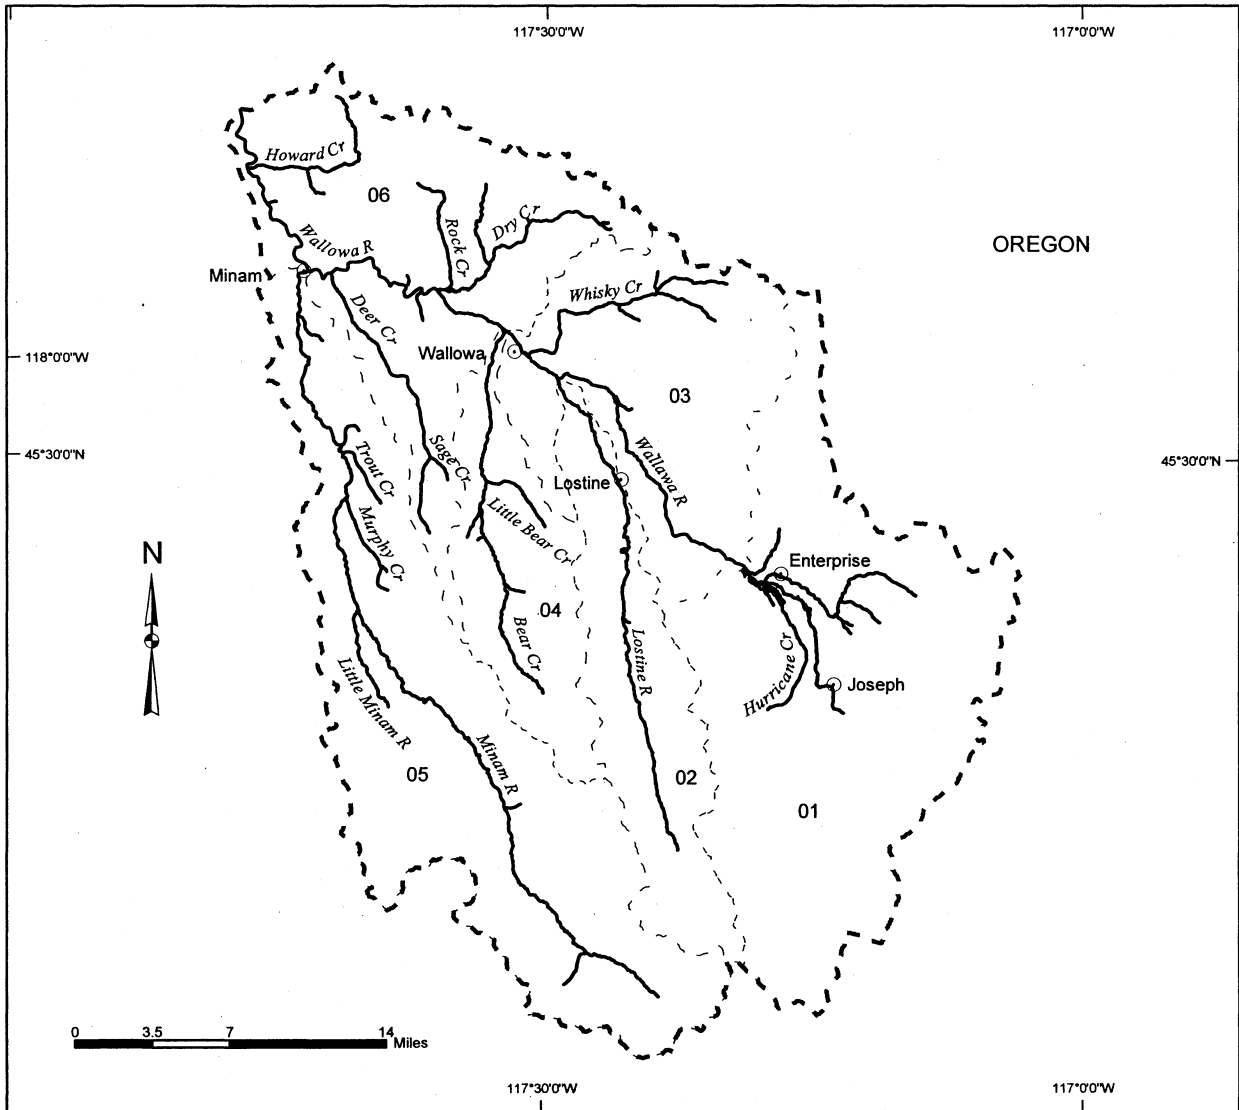 117°30'0"W
117°0'0"W
Howard Cr
06
Rock Cr
Dry Cr
Wallowa R
OREGON
Minam
Whisky Cr
Deer Cr
Wallowa
118°0'0"W
03
45°30'0"N
45°30'0"N
Trout Cr
Sage Cr
Wallawa R
Lostine
Murphy Cr
Little Bear Cr
N
Enterprise
04
Bear Cr
Lostine R
Hurricane Cr
Joseph
Little Minam R
Minam R
05
02
01
0
3.5
7
14
Miles
117°30'0"W
117°0'0"W